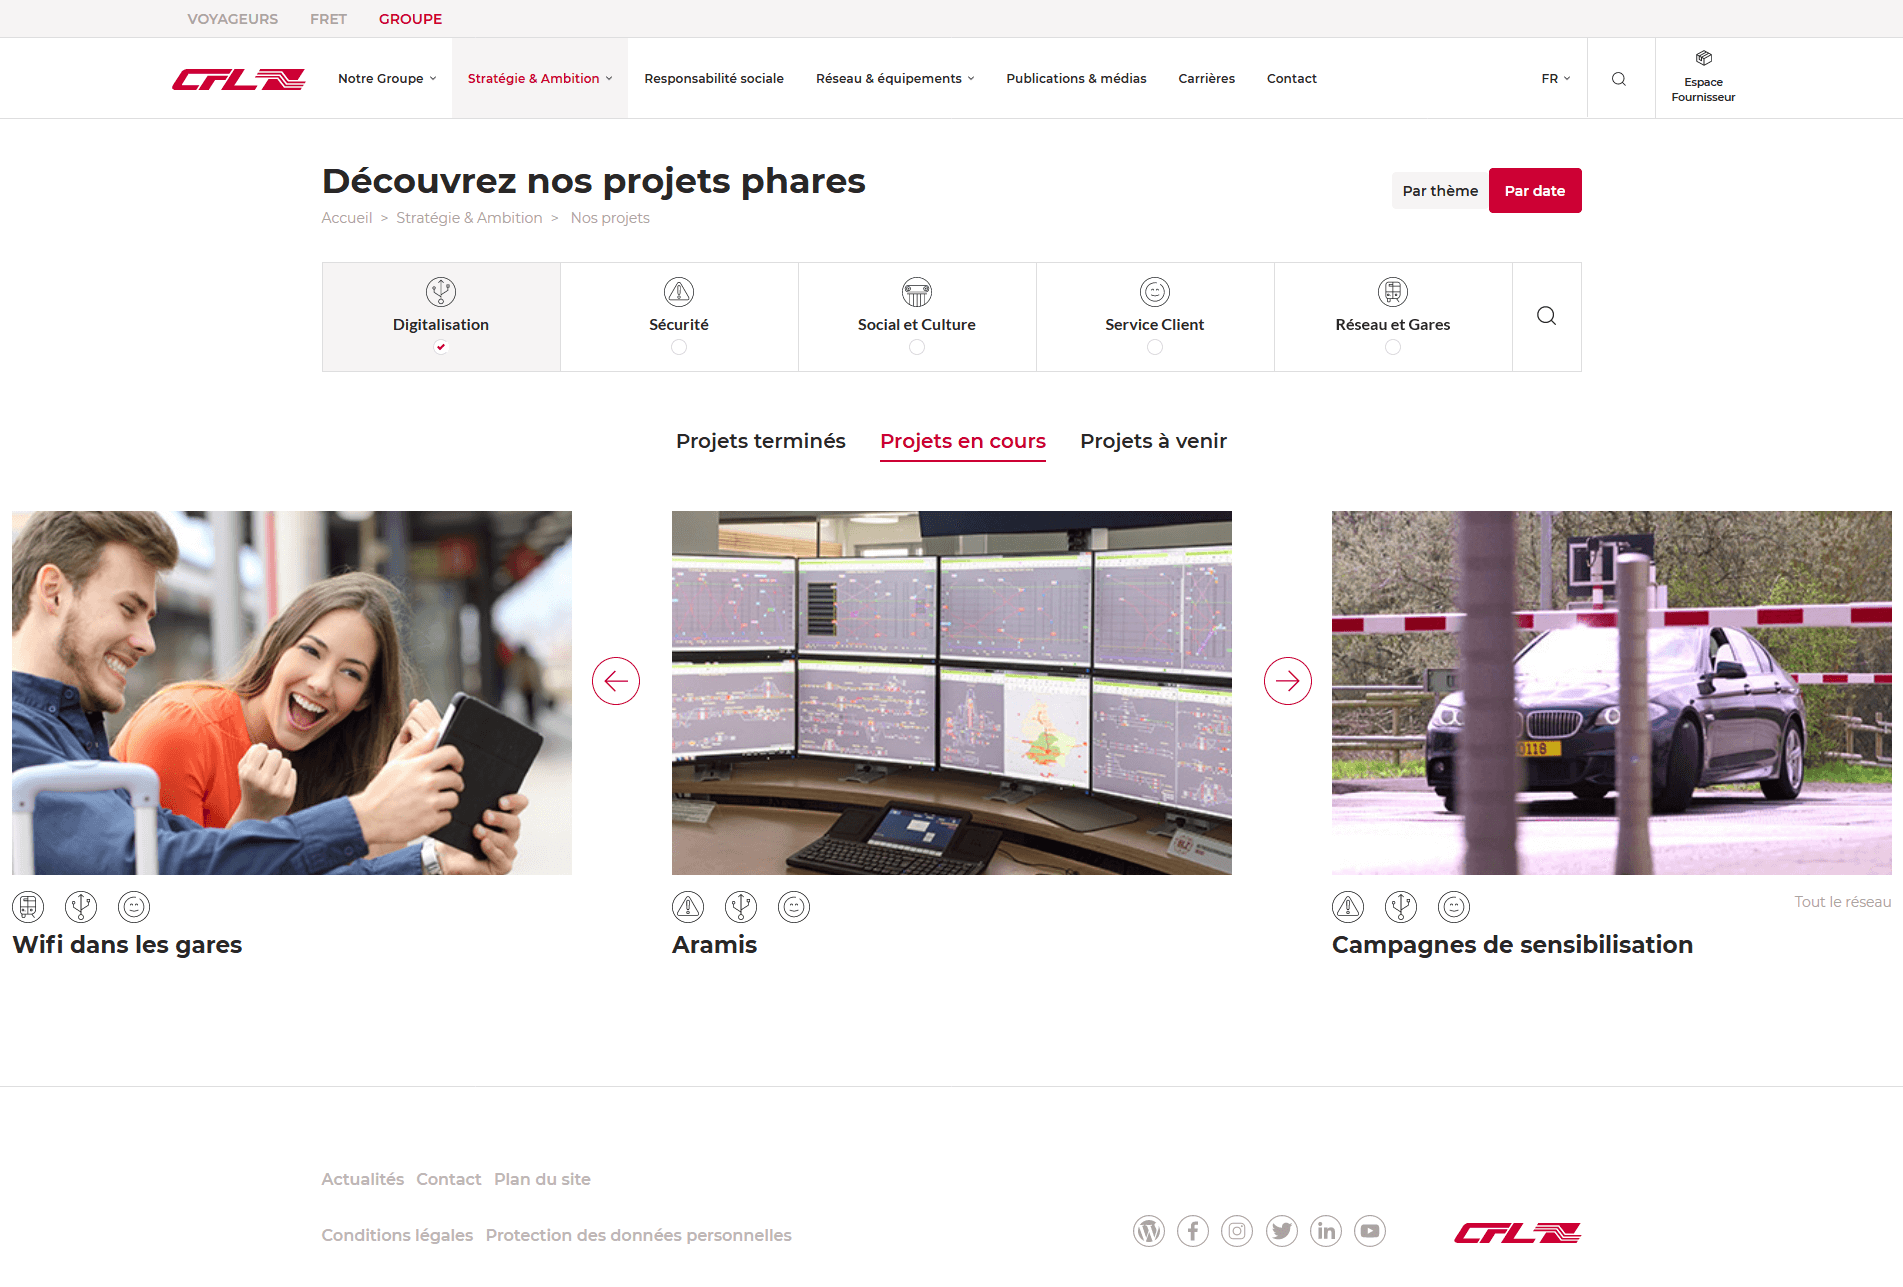 VOYAGEURS FRET GROUPE
CFL
Notre Groupe
Stratégie & Ambition
Responsabilité sociale
Réseau & équipements
Publications & médias
Carrières
Contact
FR
Espace
Fournisseur
Découvrez nos projets phares
Par thème
Par date
Accueil > Stratégie & Ambition > Nos projets
Digitalisation
Sécurité
Social et Culture
Service Client
Réseau et Gares
Projets terminés
Projets en cours
Projets à venir
0118
Tout le réseau
Wifi dans les gares
Aramis
Campagnes de sensibilisation
Actualités Contact Plan du site
Conditions légales Protection des données personnelles
CFL